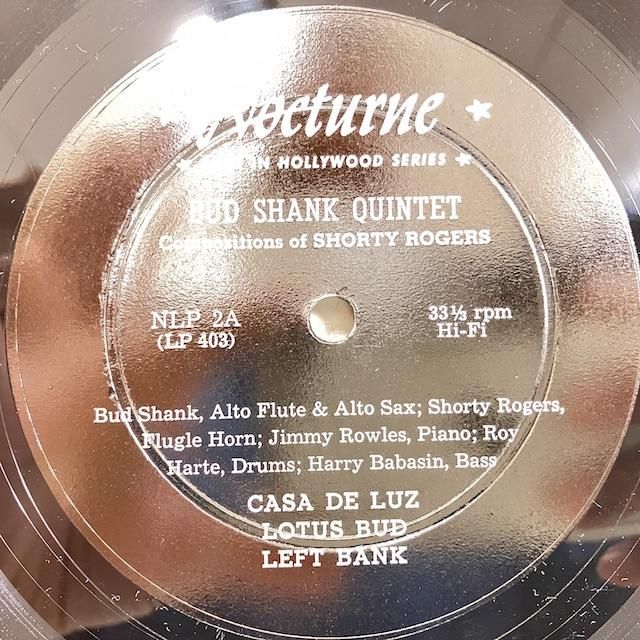 Nocturne
IN HOLLYWOOD SERIES
BUD SHANK QUINTET
Compositions of SHORTY ROGERS
NLP 2A
(LP 403)
33⅓ rpm
Hi-Fi
Bud Shank, Alto Flute & Alto Sax; Shorty Rogers,
Flugle Horn; Jimmy Rowles, Piano; Roy
Harte, Drums; Harry Babasin, Bass
CASA DE LUZ
LOTUS BUD
LEFT BANK